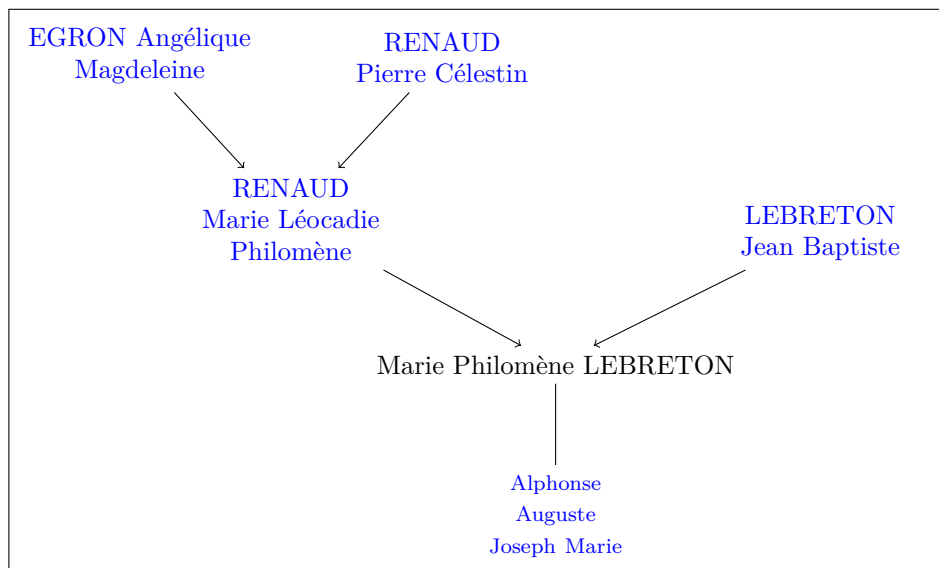 EGRON Angélique
Magdeleine
RENAUD
Pierre Célestin
RENAUD
Marie Léocadie
Philomène
LEBRETON
Jean Baptiste
Marie Philomène LEBRETON
Alphonse
Auguste
Joseph Marie